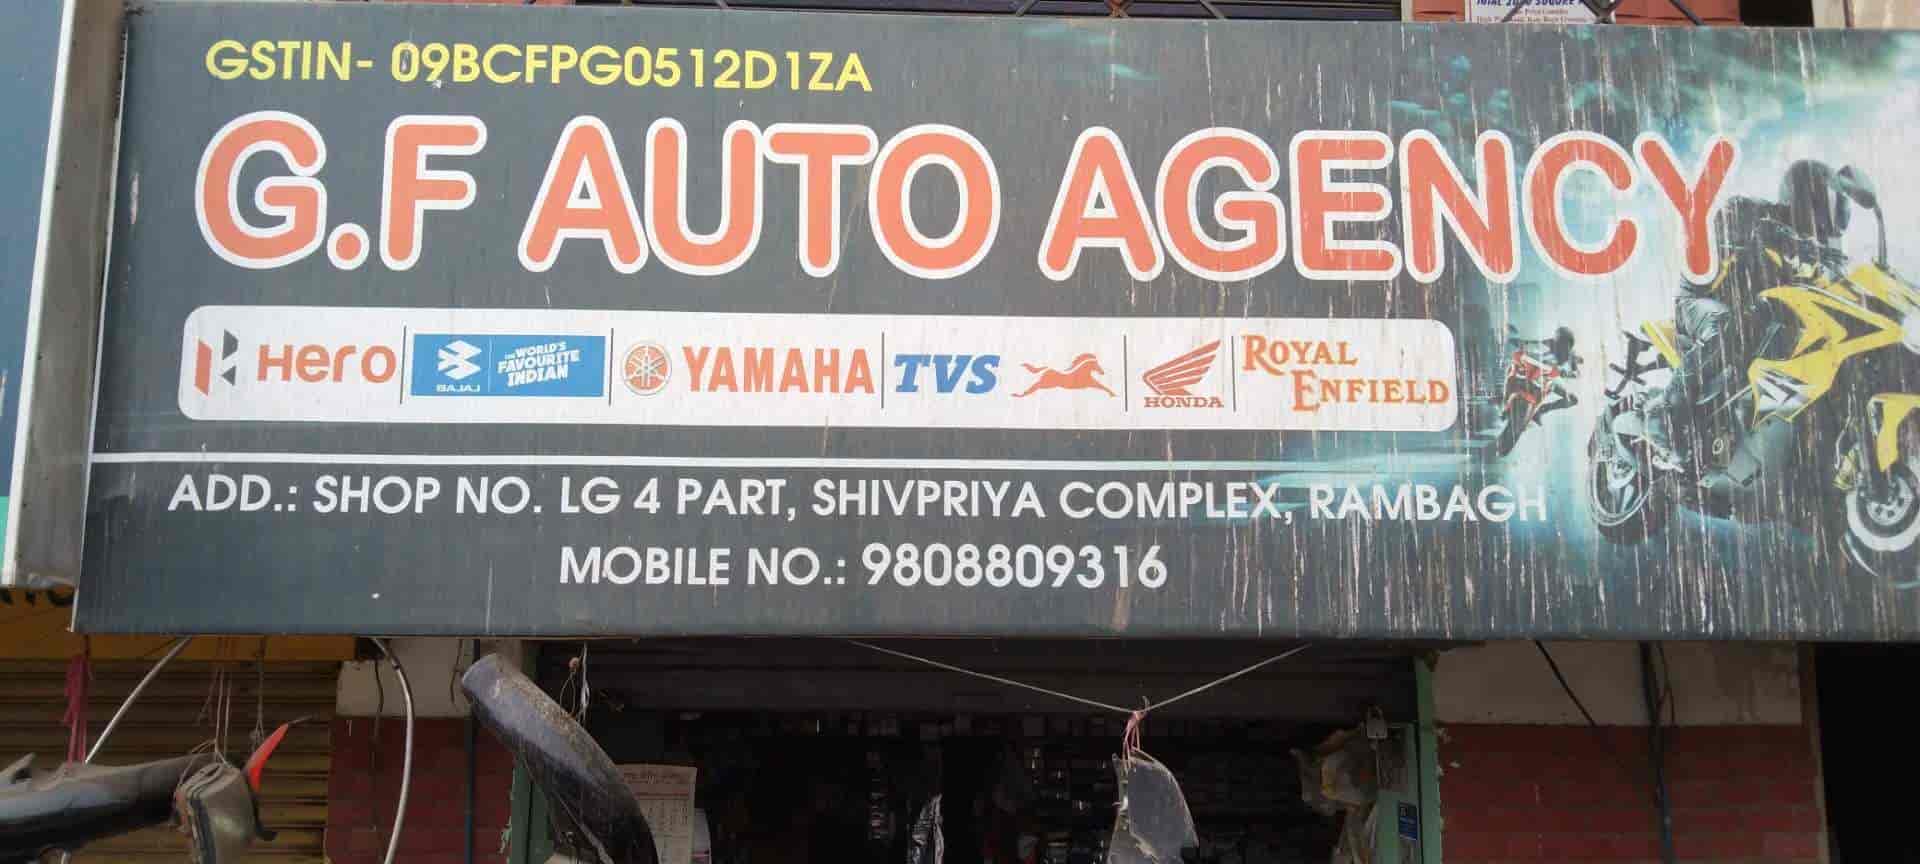 GSTIN- 09BCFPG0512D1ZA
G.F AUTO AGENCY
Hero
BAJAJ
THE WORLD'S
FAVOURITE
INDIAN
YAMAHA
TVS
HONDA
ROYAL
ENFIELD
ADD.: SHOP NO. LG 4 PART, SHIVPRIYA COMPLEX, RAMBAGH
MOBILE NO.: 9808809316